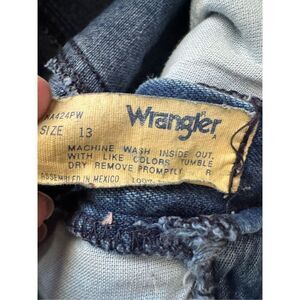 Wrangler
SIZE 13
MACHINE WASH INSIDE OUT
WITH LIKE COLORS TUMBLE
DRY REMOVE PROMPTLY R
ASSEMBLED IN MEXICO